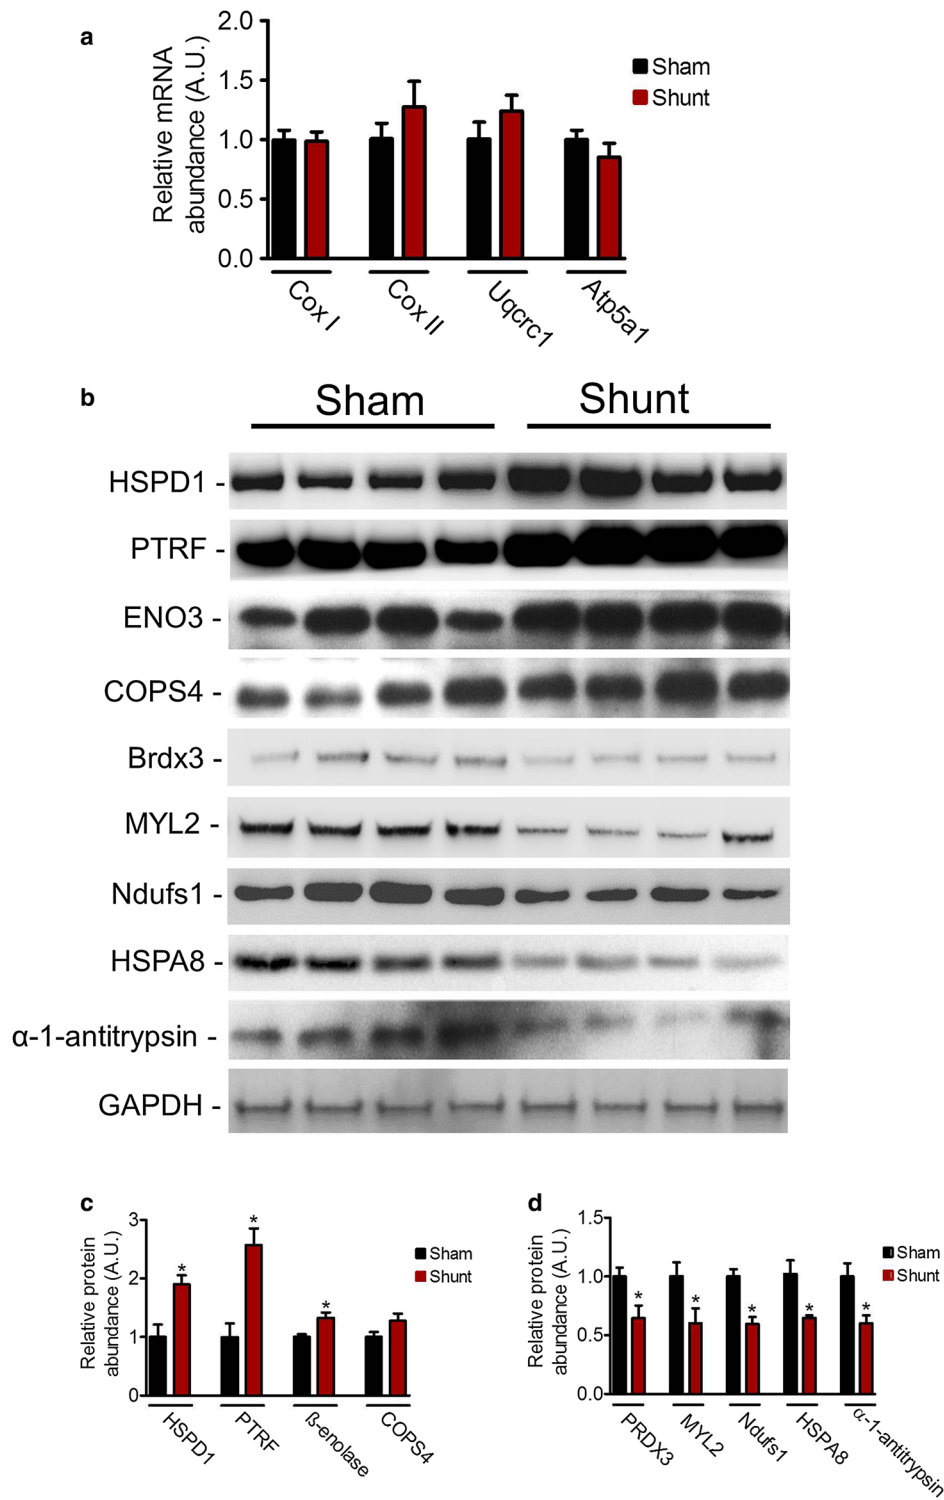 a
Relative mRNA
abundance (A.U.)
2.0
1.5
1.0
0.5
0.0
Sham
Shunt
Cox I
Cox II
Uqcrc1
Atp5a1
b
Sham
Shunt
HSPD1 -
PTRF -
ENO3 -
COPS4 -
Brdx3 -
MYL2 -
Ndufs1 -
HSPA8 -
α-1-antitrypsin -
GAPDH -
c
Relative protein
abundance (A.U.)
3
2
1
0
*
*
*
Sham
Shunt
HSPD1
PTRF
ß-enolase
COPS4
d
Relative protein
abundance (A.U.)
1.5
1.0
0.5
0.0
*
*
*
*
*
Sham
Shunt
PRDX3
MYL2
Ndufs1
HSPA8
α-1-antitrypsin